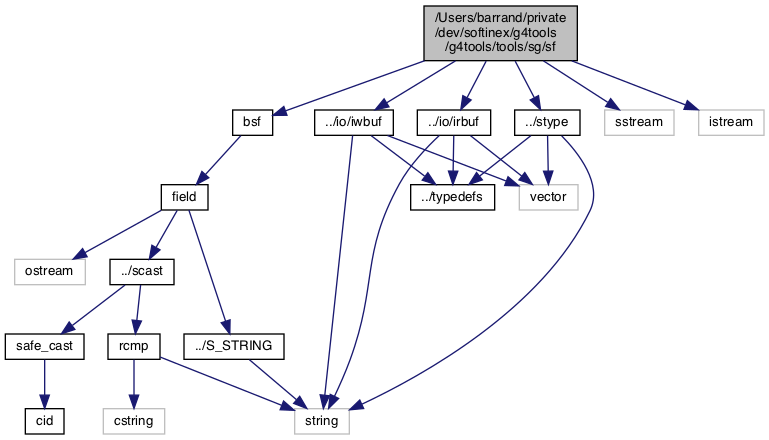 /Users/barrand/private
/dev/softinex/g4tools
/g4tools/tools/sg/sf
bsf
../io/iwbuf
../io/irbuf
../stype
sstream
istream
field
../typedefs
vector
ostream
../scast
safe_cast
rcmp
../S_STRING
cid
cstring
string